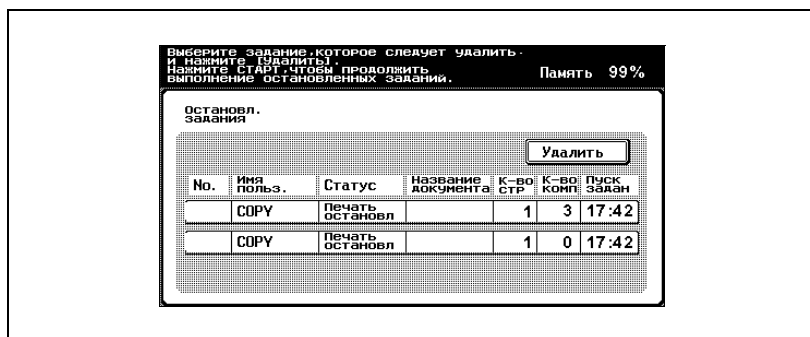 Выберите задание,которое следует удалить.
и нажмите [Удалить].
Нажмите СТАРТ,чтобы продолжить
выполнение остановленных заданий.
Память 99%
Остановл.
задания
Удалить
No. Имя польз. Статус Название документа К-во стр К-во комп Пуск задан
COPY Печать остановл 1 3 17:42
COPY Печать остановл 1 0 17:42